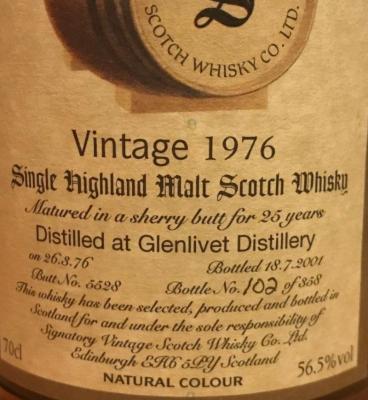 S
SCOTCH WHISKY CO. LTD.
Vintage 1976
Single Highland Malt Scotch Whisky
Matured in a sherry butt for 25 years
Distilled at Glenlivet Distillery
on 26.3.76 Bottled 18.7.2001
Butt No. 5528 Bottle No. 102 of 358
This whisky has been selected, produced and bottled in
Scotland for and under the sole responsibility of
Signatory Vintage Scotch Whisky Co. Ltd.
Edinburgh EH6 5PY Scotland
70cl 56.5%vol
NATURAL COLOUR